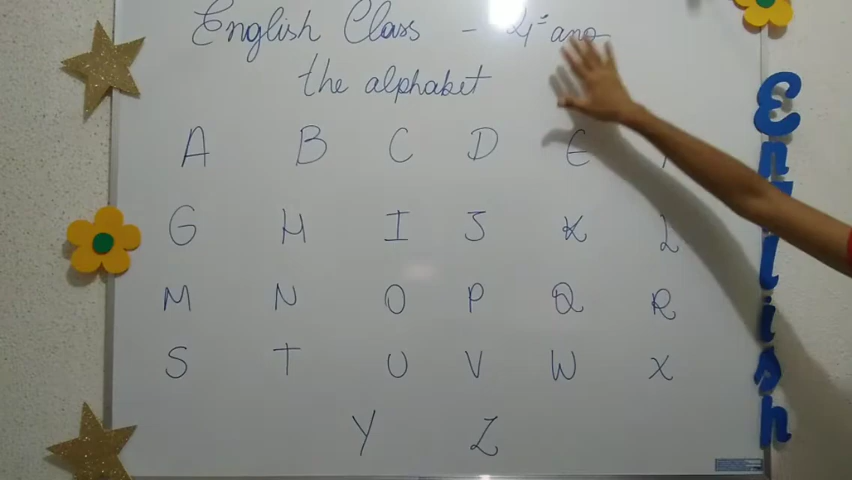 English Class - 4º ano
the alphabet
A B C D E
G H I J K L
M N O P Q R
S T U V W X
Y Z
English